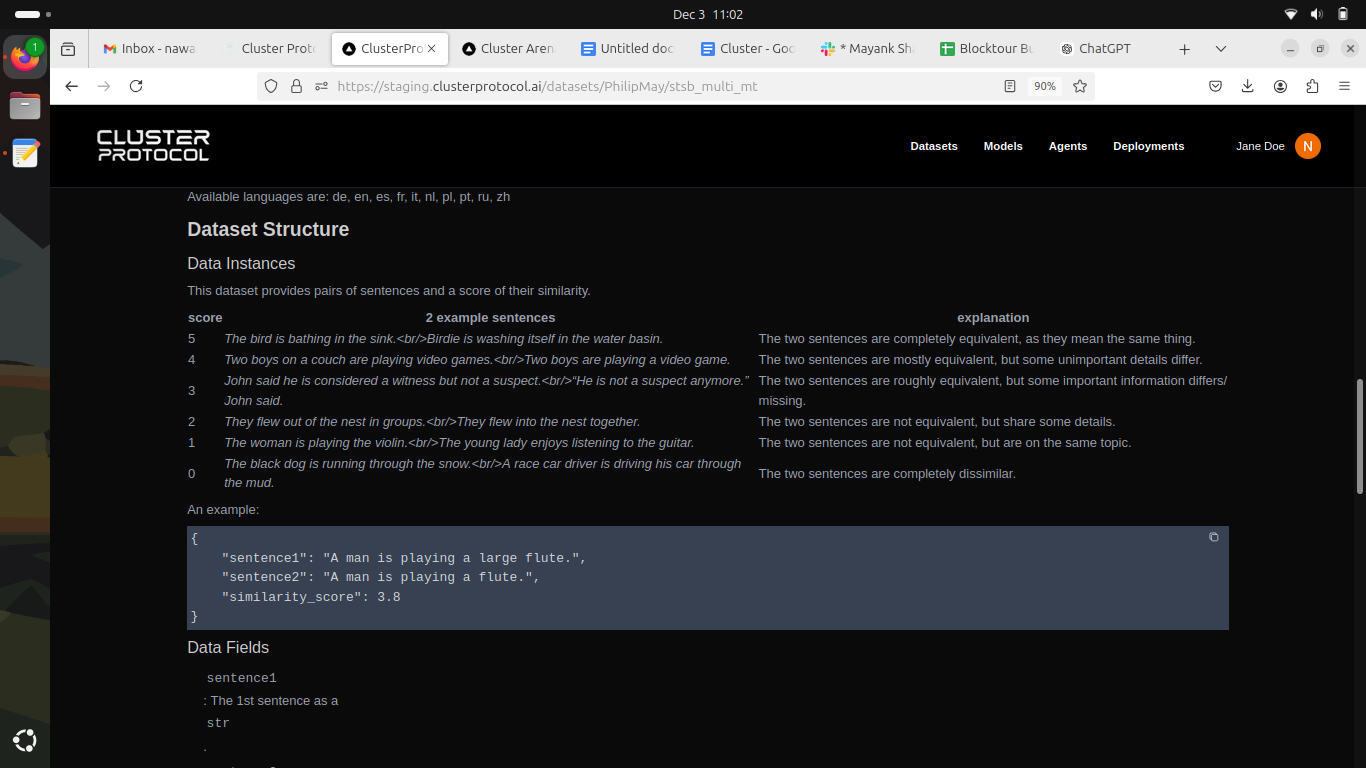 Dec 3 11:02
1
Inbox - nawa
Cluster Proto
ClusterPro
Cluster Aren
Untitled doc
Cluster - Goo
* Mayank Sh
Blocktour Bu
ChatGPT
https://staging.clusterprotocol.ai/datasets/PhilipMay/stsb_multi_mt
90%
CLUSTER
PROTOCOL
Datasets
Models
Agents
Deployments
Jane Doe
N
Available languages are: de, en, es, fr, it, nl, pl, pt, ru, zh
Dataset Structure
Data Instances
This dataset provides pairs of sentences and a score of their similarity.
score 2 example sentences explanation
5 The bird is bathing in the sink.<br/>Birdie is washing itself in the water basin. The two sentences are completely equivalent, as they mean the same thing.
4 Two boys on a couch are playing video games.<br/>Two boys are playing a video game. The two sentences are mostly equivalent, but some unimportant details differ.
3 John said he is considered a witness but not a suspect.<br/>“He is not a suspect anymore.” The two sentences are roughly equivalent, but some important information differs/
John said. missing.
2 They flew out of the nest in groups.<br/>They flew into the nest together. The two sentences are not equivalent, but share some details.
1 The woman is playing the violin.<br/>The young lady enjoys listening to the guitar. The two sentences are not equivalent, but are on the same topic.
0 The black dog is running through the snow.<br/>A race car driver is driving his car through The two sentences are completely dissimilar.
the mud.
An example:
{
"sentence1": "A man is playing a large flute.",
"sentence2": "A man is playing a flute.",
"similarity_score": 3.8
}
Data Fields
sentence1
: The 1st sentence as a
str
.